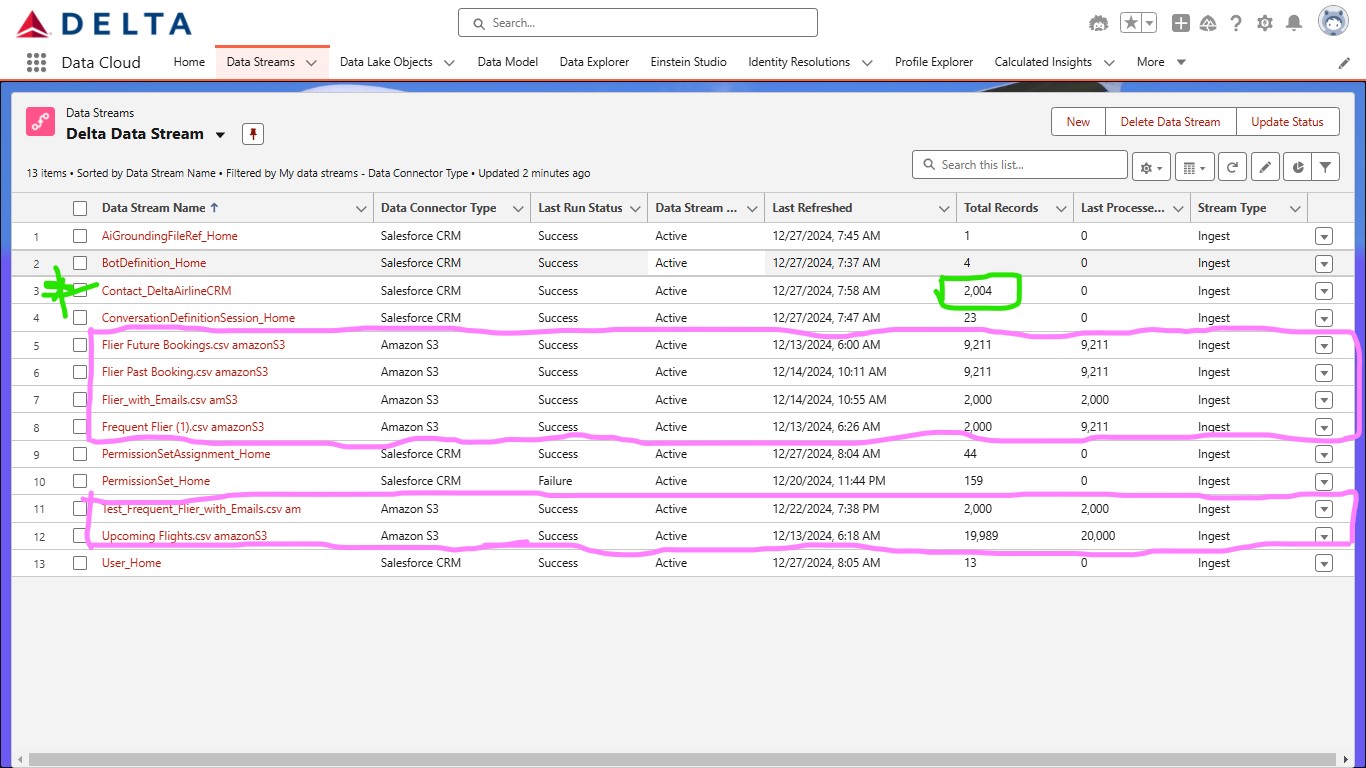 DELTA
Search...
Data Cloud Home Data Streams Data Lake Objects Data Model Data Explorer Einstein Studio Identity Resolutions Profile Explorer Calculated Insights More
Data Streams
Delta Data Stream
New Delete Data Stream Update Status
13 items • Sorted by Data Stream Name • Filtered by My data streams - Data Connector Type • Updated 2 minutes ago
Search this list...
Data Stream Name Data Connector Type Last Run Status Data Stream ... Last Refreshed Total Records Last Processe... Stream Type
1 AiGroundingFileRef_Home Salesforce CRM Success Active 12/27/2024, 7:45 AM 1 0 Ingest
2 BotDefinition_Home Salesforce CRM Success Active 12/27/2024, 7:37 AM 4 0 Ingest
3 Contact_DeltaAirlineCRM Salesforce CRM Success Active 12/27/2024, 7:58 AM 2,004 0 Ingest
4 ConversationDefinitionSession_Home Salesforce CRM Success Active 12/27/2024, 7:47 AM 23 0 Ingest
5 Flier Future Bookings.csv amazonS3 Amazon S3 Success Active 12/13/2024, 6:00 AM 9,211 9,211 Ingest
6 Flier Past Booking.csv amazonS3 Amazon S3 Success Active 12/14/2024, 10:11 AM 9,211 9,211 Ingest
7 Flier_with_Emails.csv amS3 Amazon S3 Success Active 12/14/2024, 10:55 AM 2,000 2,000 Ingest
8 Frequent Flier (1).csv amazonS3 Amazon S3 Success Active 12/13/2024, 6:26 AM 2,000 9,211 Ingest
9 PermissionSetAssignment_Home Salesforce CRM Success Active 12/27/2024, 8:04 AM 44 0 Ingest
10 PermissionSet_Home Salesforce CRM Failure Active 12/20/2024, 11:44 PM 159 0 Ingest
11 Test_Frequent_Flier_with_Emails.csv am Amazon S3 Success Active 12/22/2024, 7:38 PM 2,000 2,000 Ingest
12 Upcoming Flights.csv amazonS3 Amazon S3 Success Active 12/13/2024, 6:18 AM 19,989 20,000 Ingest
13 User_Home Salesforce CRM Success Active 12/27/2024, 8:05 AM 13 0 Ingest